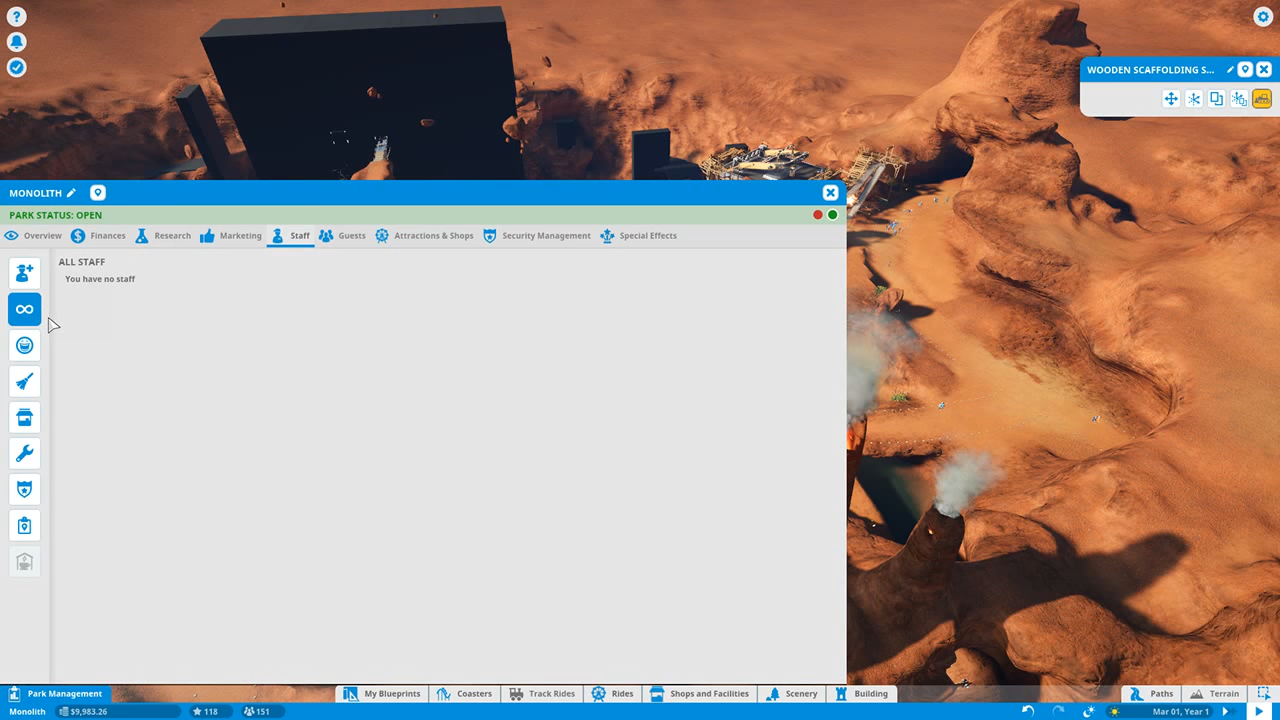 ?
WOODEN SCAFFOLDING S...
MONOLITH
PARK STATUS: OPEN
Overview Finances Research Marketing Staff Guests Attractions & Shops Security Management Special Effects
ALL STAFF
You have no staff
Park Management My Blueprints Coasters Track Rides Rides Shops and Facilities Scenery Building Paths Terrain
Monolith $9,983.26 118 151 Mar 01, Year 1